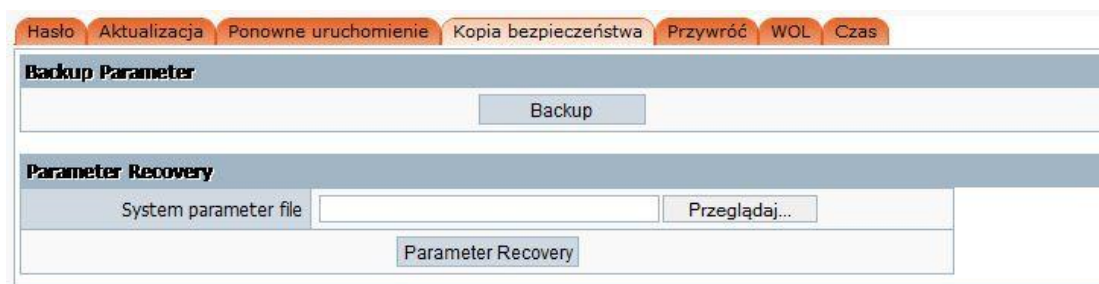 Hasło Aktualizacja Ponowne uruchomienie Kopia bezpieczeństwa Przywróć WOL Czas
Backup Parameter
Backup
Parameter Recovery
System parameter file Przeglądaj...
Parameter Recovery